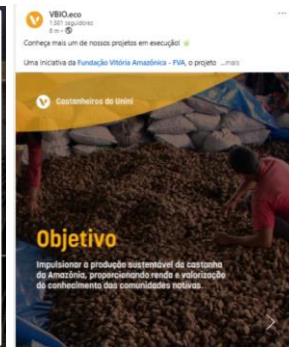 VBIO.eco
1.581 seguidores
8 m •
Conheça mais um de nossos projetos em execução!
Uma iniciativa da Fundação Vitória Amazônica - FVA, o projeto ...mais
Castanheiros do Unini
Objetivo
Impulsionar a produção sustentável da castanha
da Amazônia, proporcionando renda e valorização
do conhecimento das comunidades nativas.